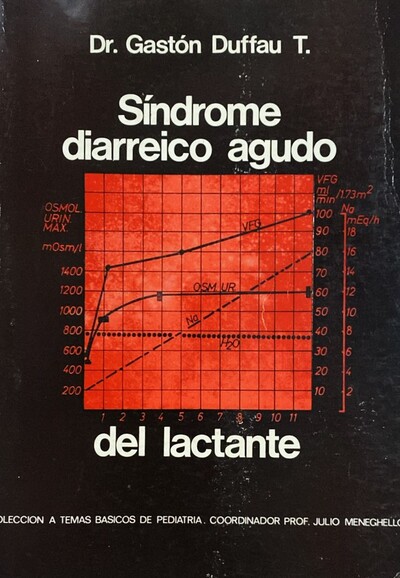 Dr. Gastón Duffau T.
Síndrome
diarreico agudo
OSMOL.
URIN
MAX.
mOsm/l
1400
1200
1000
800
600
400
200
VFG
ml
min/1.73m²
100
90
80
70
60
50
40
30
20
10
Na
mEq/h
18
16
14
12
10
8
6
4
2
VFG
OSM. UR
Na
H2O
1 2 3 4 5 6 7 8 9 10 11
del lactante
OLECCION A TEMAS BASICOS DE PEDIATRIA. COORDINADOR PROF. JULIO MENEGHELLO